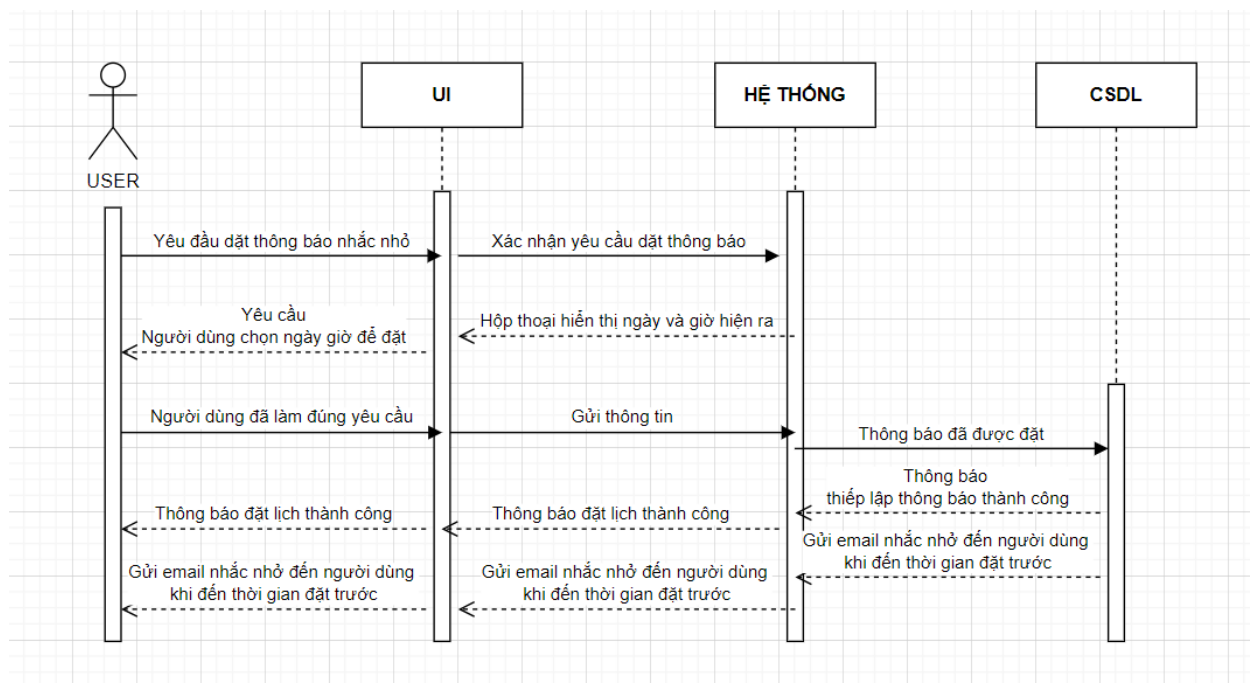 UI
HỆ THỐNG
CSDL
USER
Yêu đầu dặt thông báo nhắc nhỏ
Xác nhận yêu cầu dặt thông báo
Yêu cầu
Người dùng chọn ngày giờ để đặt
Hộp thoại hiển thị ngày và giờ hiện ra
Người dùng đã làm đúng yêu cầu
Gửi thông tin
Thông báo đã được đặt
Thông báo
thiếp lập thông báo thành công
Thông báo đặt lịch thành công
Thông báo đặt lịch thành công
Gửi email nhắc nhở đến người dùng
khi đến thời gian đặt trước
Gửi email nhắc nhở đến người dùng
khi đến thời gian đặt trước
Gửi email nhắc nhở đến người dùng
khi đến thời gian đặt trước